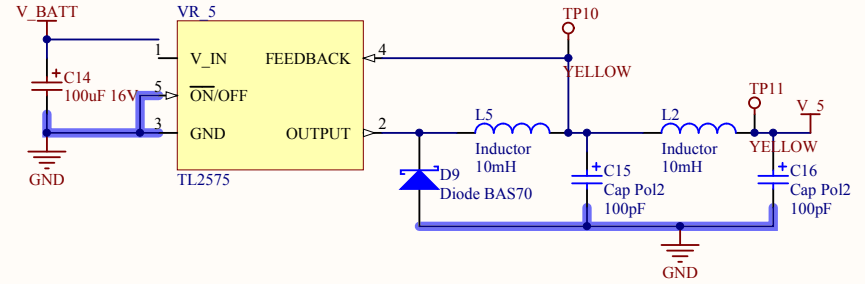 V_BATT
VR_5
TP10
1
V_IN
FEEDBACK
4
C14
100uF 16V
YELLOW
5
ON/OFF
TP11
L5
L2
V_5
3
GND
OUTPUT
2
Inductor
10mH
Inductor
10mH
YELLOW
GND
TL2575
D9
Diode BAS70
C15
Cap Pol2
100pF
C16
Cap Pol2
100pF
GND